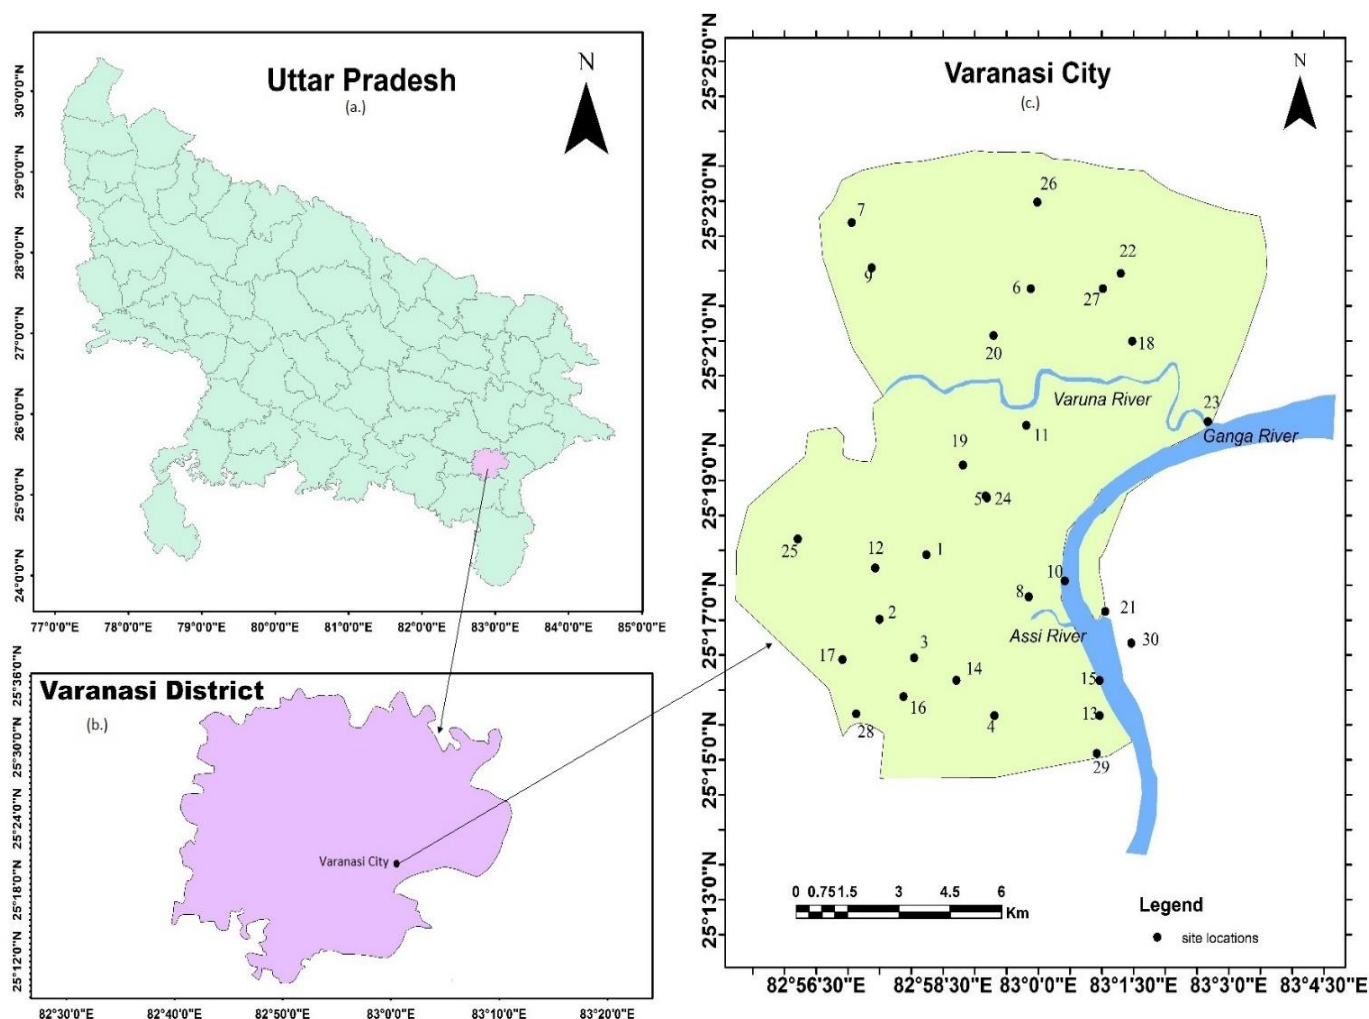 Uttar Pradesh
(a.)
N
30°0'0"N
29°0'0"N
28°0'0"N
27°0'0"N
26°0'0"N
25°0'0"N
24°0'0"N
77°0'0"E 78°0'0"E 79°0'0"E 80°0'0"E 81°0'0"E 82°0'0"E 83°0'0"E 84°0'0"E 85°0'0"E
Varanasi District
(b.)
Varanasi City
25°36'0"N
25°30'0"N
25°24'0"N
25°18'0"N
25°12'0"N
82°30'0"E 82°40'0"E 82°50'0"E 83°0'0"E 83°10'0"E 83°20'0"E
Varanasi City
(c.)
N
25°25'0"N
25°23'0"N
25°21'0"N
25°19'0"N
25°17'0"N
25°15'0"N
25°13'0"N
26
7
22
9
6
27
20
18
Varuna River
23
Ganga River
11
19
5
24
25
12
1
10
8
21
2
Assi River
30
17
3
14
15
16
28
4
13
29
0 0.75 1.5 3 4.5 6
Km
Legend
site locations
82°56'30"E 82°58'30"E 83°0'0"E 83°1'30"E 83°3'0"E 83°4'30"E